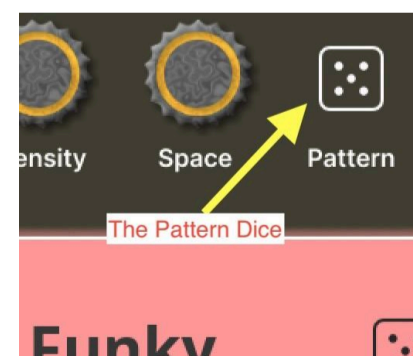 ensity Space Pattern
The Pattern Dice
Funky